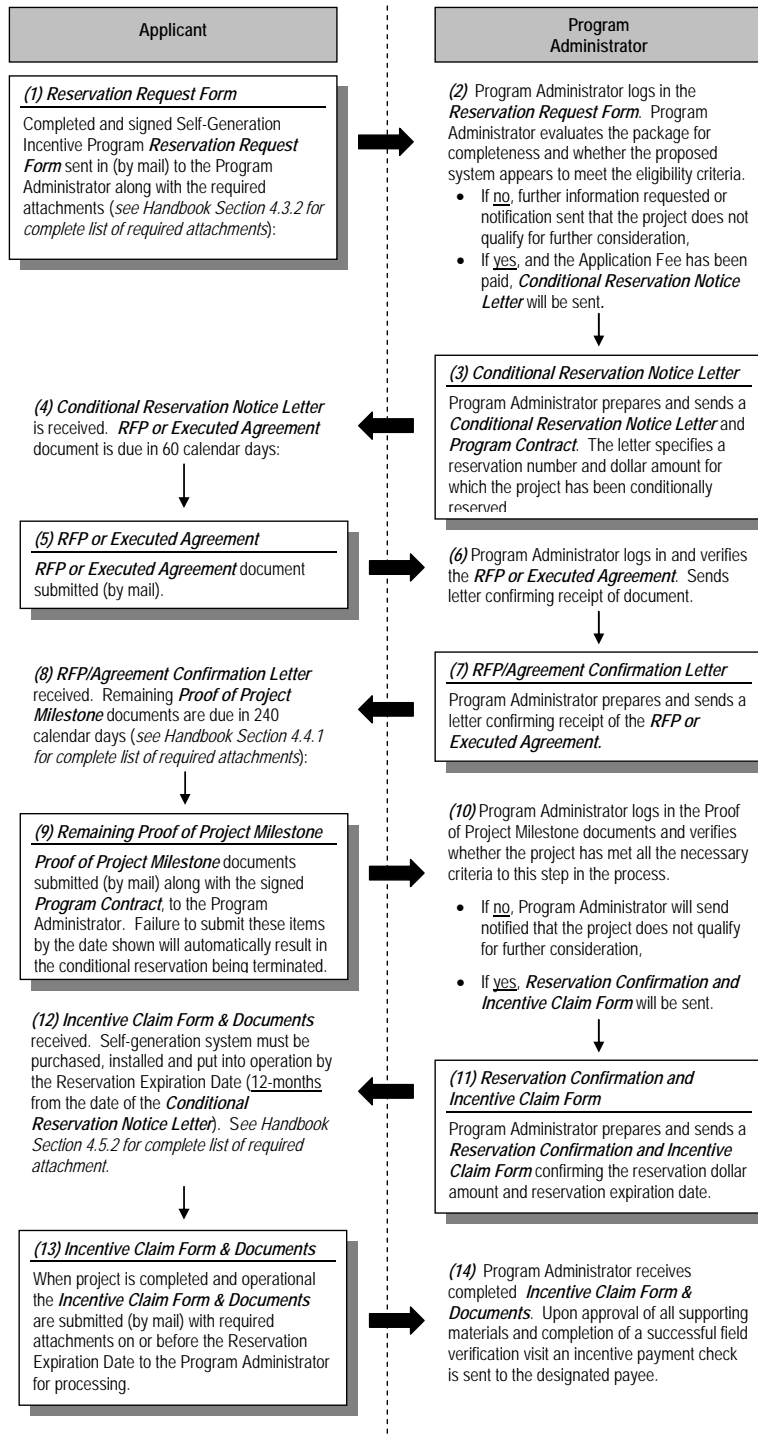 Applicant
Program
Administrator
(1) Reservation Request Form
Completed and signed Self-Generation
Incentive Program Reservation Request
Form sent in (by mail) to the Program
Administrator along with the required
attachments (see Handbook Section 4.3.2 for
complete list of required attachments):
(2) Program Administrator logs in the
Reservation Request Form. Program
Administrator evaluates the package for
completeness and whether the proposed
system appears to meet the eligibility criteria.
• If no, further information requested or
notification sent that the project does not
qualify for further consideration,
• If yes, and the Application Fee has been
paid, Conditional Reservation Notice
Letter will be sent.
(3) Conditional Reservation Notice Letter
Program Administrator prepares and sends a
Conditional Reservation Notice Letter and
Program Contract. The letter specifies a
reservation number and dollar amount for
which the project has been conditionally
reserved
(4) Conditional Reservation Notice Letter
is received. RFP or Executed Agreement
document is due in 60 calendar days:
(5) RFP or Executed Agreement
RFP or Executed Agreement document
submitted (by mail).
(6) Program Administrator logs in and verifies
the RFP or Executed Agreement. Sends
letter confirming receipt of document.
(7) RFP/Agreement Confirmation Letter
Program Administrator prepares and sends a
letter confirming receipt of the RFP or
Executed Agreement.
(8) RFP/Agreement Confirmation Letter
received. Remaining Proof of Project
Milestone documents are due in 240
calendar days (see Handbook Section 4.4.1
for complete list of required attachments):
(9) Remaining Proof of Project Milestone
Proof of Project Milestone documents
submitted (by mail) along with the signed
Program Contract, to the Program
Administrator. Failure to submit these items
by the date shown will automatically result in
the conditional reservation being terminated.
(10) Program Administrator logs in the Proof
of Project Milestone documents and verifies
whether the project has met all the necessary
criteria to this step in the process.
• If no, Program Administrator will send
notified that the project does not qualify
for further consideration,
• If yes, Reservation Confirmation and
Incentive Claim Form will be sent.
(11) Reservation Confirmation and
Incentive Claim Form
Program Administrator prepares and sends a
Reservation Confirmation and Incentive
Claim Form confirming the reservation dollar
amount and reservation expiration date.
(12) Incentive Claim Form & Documents
received. Self-generation system must be
purchased, installed and put into operation by
the Reservation Expiration Date (12-months
from the date of the Conditional
Reservation Notice Letter). See Handbook
Section 4.5.2 for complete list of required
attachment.
(13) Incentive Claim Form & Documents
When project is completed and operational
the Incentive Claim Form & Documents
are submitted (by mail) with required
attachments on or before the Reservation
Expiration Date to the Program Administrator
for processing.
(14) Program Administrator receives
completed Incentive Claim Form &
Documents. Upon approval of all supporting
materials and completion of a successful field
verification visit an incentive payment check
is sent to the designated payee.